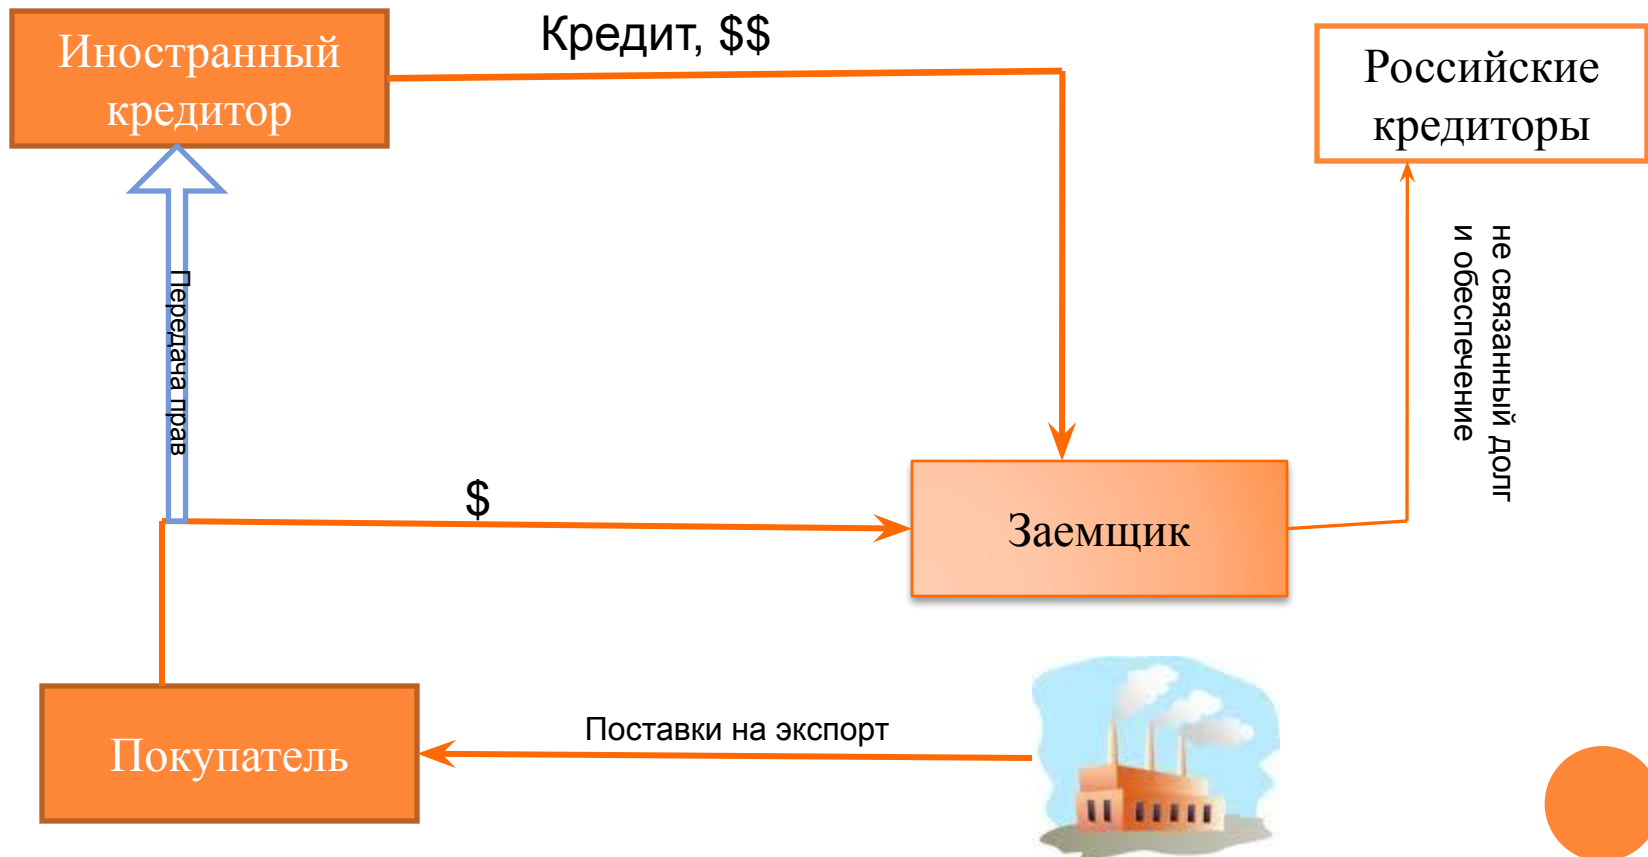 Иностранный
кредитор
Кредит, $$
Российские
кредиторы
Передача прав
не связанный долг
и обеспечение
$
Заемщик
Покупатель
Поставки на экспорт